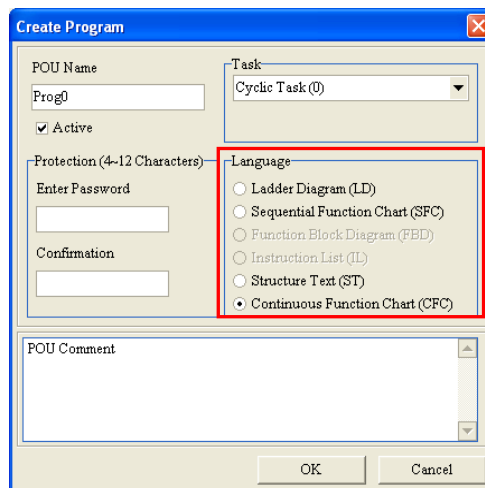 Create Program
POU Name
Prog0
Active
Task
Cyclic Task (0)
Protection (4~12 Characters)
Enter Password
Confirmation
Language
Ladder Diagram (LD)
Sequential Function Chart (SFC)
Function Block Diagram (FBD)
Instruction List (IL)
Structure Text (ST)
Continuous Function Chart (CFC)
POU Comment
OK
Cancel